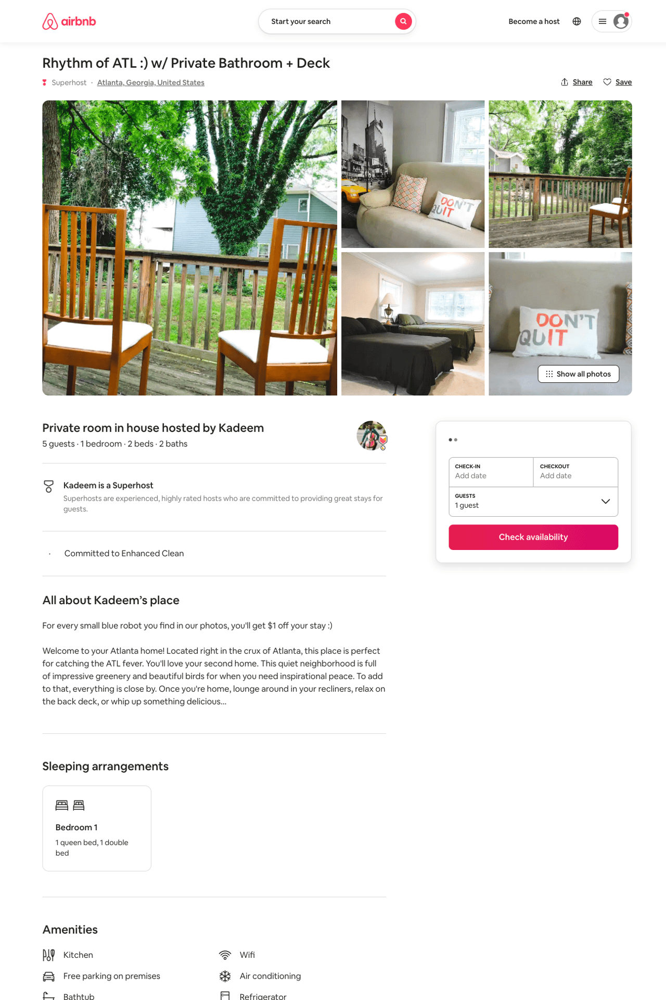 airbnb
Start your search
Become a host
Rhythm of ATL :) w/ Private Bathroom + Deck
Superhost · Atlanta, Georgia, United States
Share
Save
DON'T
QUIT
DON'T
QUIT
Show all photos
Private room in house hosted by Kadeem
5 guests · 1 bedroom · 2 beds · 2 baths
CHECK-IN
Add date
CHECKOUT
Add date
GUESTS
1 guest
Check availability
Kadeem is a Superhost
Superhosts are experienced, highly rated hosts who are committed to providing great stays for
guests.
· Committed to Enhanced Clean
All about Kadeem’s place
For every small blue robot you find in our photos, you'll get $1 off your stay :)
Welcome to your Atlanta home! Located right in the crux of Atlanta, this place is perfect
for catching the ATL fever. You'll love your second home. This quiet neighborhood is full
of impressive greenery and beautiful birds for when you need inspirational peace. To add
to that, everything is close by. Once you're home, lounge around in your recliners, relax on
the back deck, or whip up something delicious...
Sleeping arrangements
Bedroom 1
1 queen bed, 1 double
bed
Amenities
Kitchen
Wifi
Free parking on premises
Air conditioning
Bathtub
Refrigerator